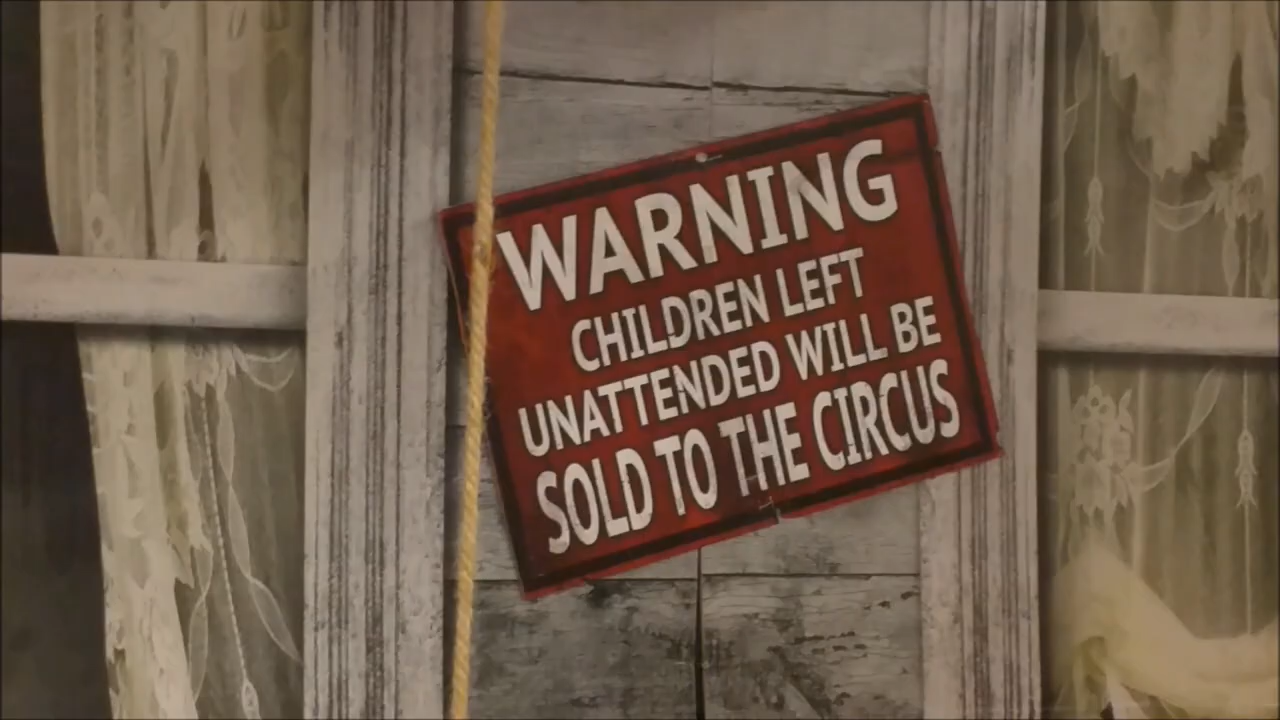 WARNING
CHILDREN LEFT
UNATTENDED WILL BE
SOLD TO THE CIRCUS